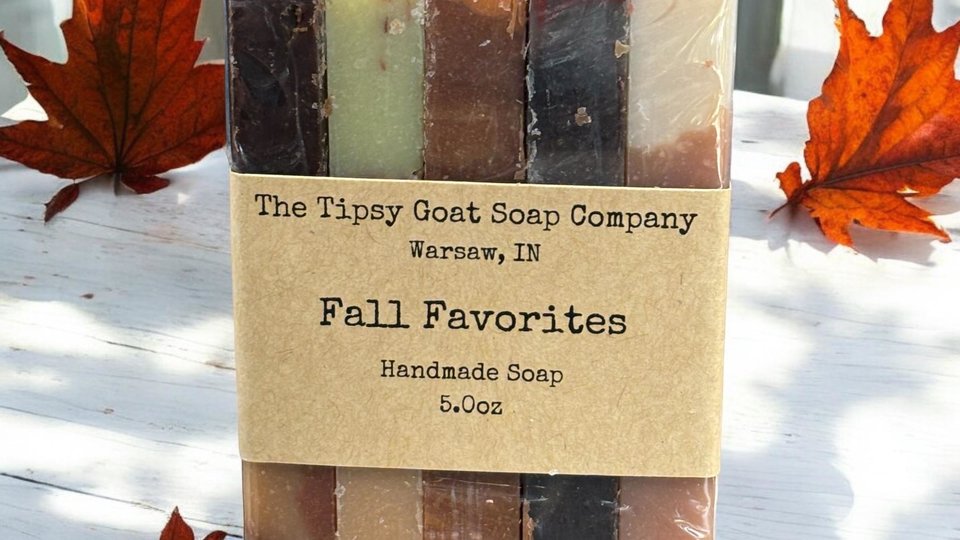 The Tipsy Goat Soap Company
Warsaw, IN
Fall Favorites
Handmade Soap
5.0oz